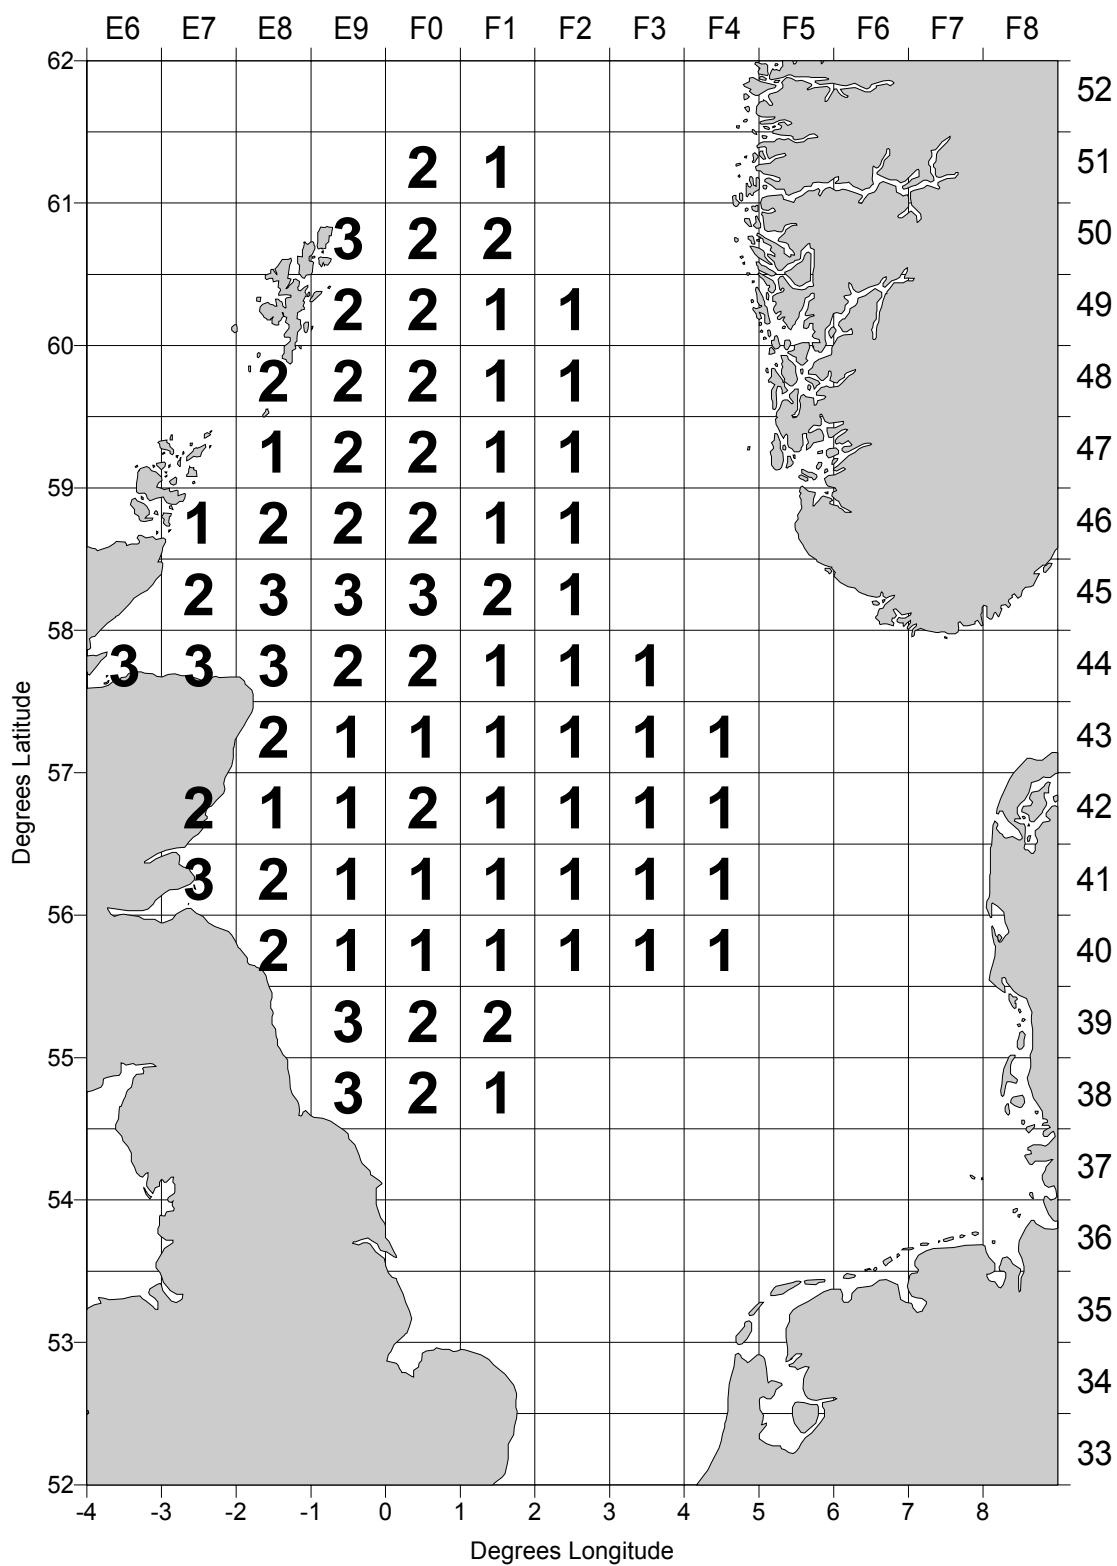 E6 E7 E8 E9 F0 F1 F2 F3 F4 F5 F6 F7 F8
62
52
2 1 51
61
3 2 2 50
2 2 1 1 49
60
2 2 2 1 1 48
1 2 2 1 1 47
59
1 2 2 2 1 1 46
2 3 3 3 2 1 45
58
3 3 3 2 2 1 1 1 44
2 1 1 1 1 1 1 43
57
2 1 1 2 1 1 1 1 42
3 2 1 1 1 1 1 1 41
56
2 1 1 1 1 1 1 40
3 2 2 39
55
3 2 1 38
37
54
36
35
53
34
33
52
Degrees Latitude
-4 -3 -2 -1 0 1 2 3 4 5 6 7 8
Degrees Longitude